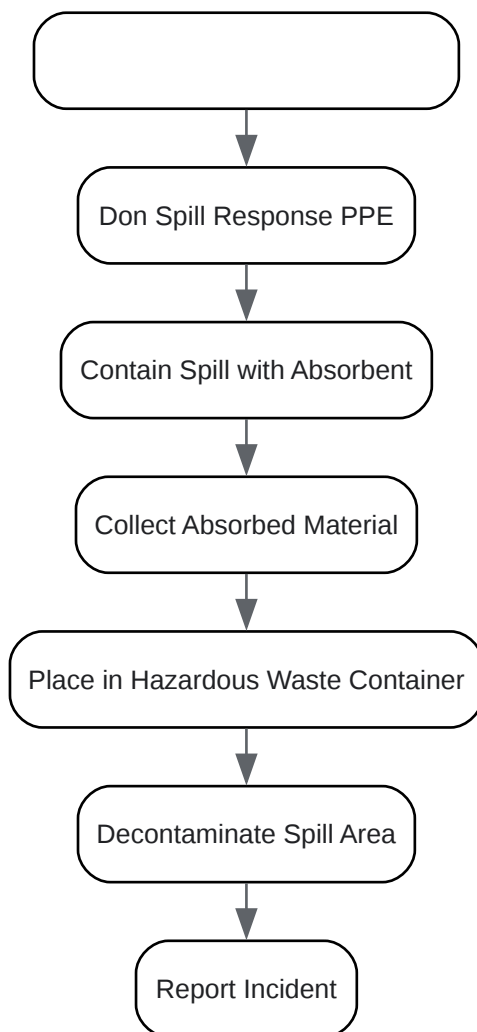 Don Spill Response PPE
Contain Spill with Absorbent
Collect Absorbed Material
Place in Hazardous Waste Container
Decontaminate Spill Area
Report Incident